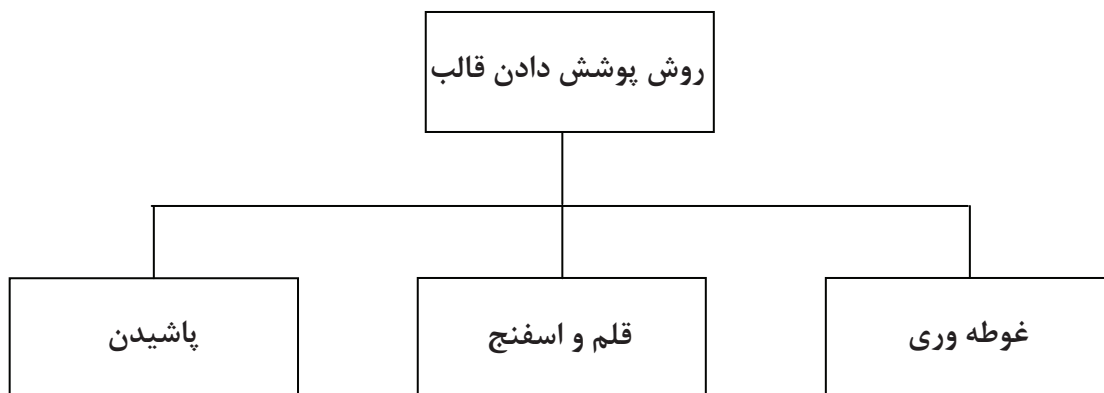 روش پوشش دادن قالب
غوطه وری
قلم و اسفنج
پاشیدن